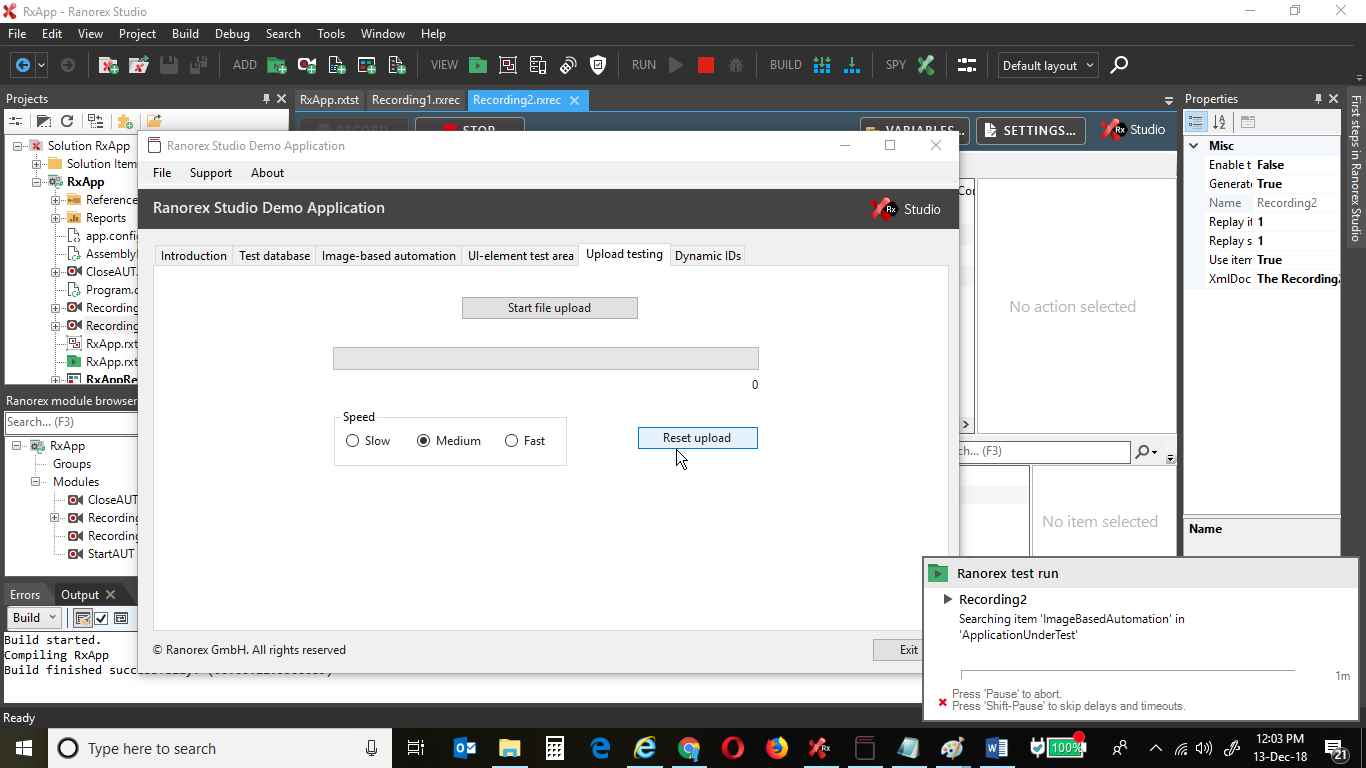 RxApp - Ranorex Studio
File Edit View Project Build Debug Search Tools Window Help
ADD VIEW RUN BUILD SPY Default layout
Projects
RxApp.rxtst Recording1.rxrec Recording2.rxrec
Properties
First steps in Ranorex Studio
STOP
VARIABLES...
SETTINGS...
Rx Studio
Solution RxApp
Solution Item
RxApp
Reference
Reports
app.confi
Assembly
CloseAUT.
Program.c
Recording
Recording
RxApp.rxt
RxApp.rxt
RxAppRe
Ranorex Studio Demo Application
File Support About
Ranorex Studio Demo Application
Rx Studio
Introduction Test database Image-based automation UI-element test area Upload testing Dynamic IDs
Start file upload
0
Speed
Slow Medium Fast
Reset upload
© Ranorex GmbH. All rights reserved
Exit
No action selected
Misc
Enable t False
Generate True
Name Recording2
Replay it 1
Replay s 1
Use item True
XmlDoc The Recording
Name
Ranorex module browser
Search... (F3)
RxApp
Groups
Modules
CloseAUT
Recording
Recording
StartAUT
ch... (F3)
No item selected
Errors Output
Build
Build started.
Compiling RxApp
Build finished
Ready
Ranorex test run
Recording2
Searching item 'ImageBasedAutomation' in
'ApplicationUnderTest'
1m
Press 'Pause' to abort.
Press 'Shift-Pause' to skip delays and timeouts.
Type here to search
100%
12:03 PM
13-Dec-18
21